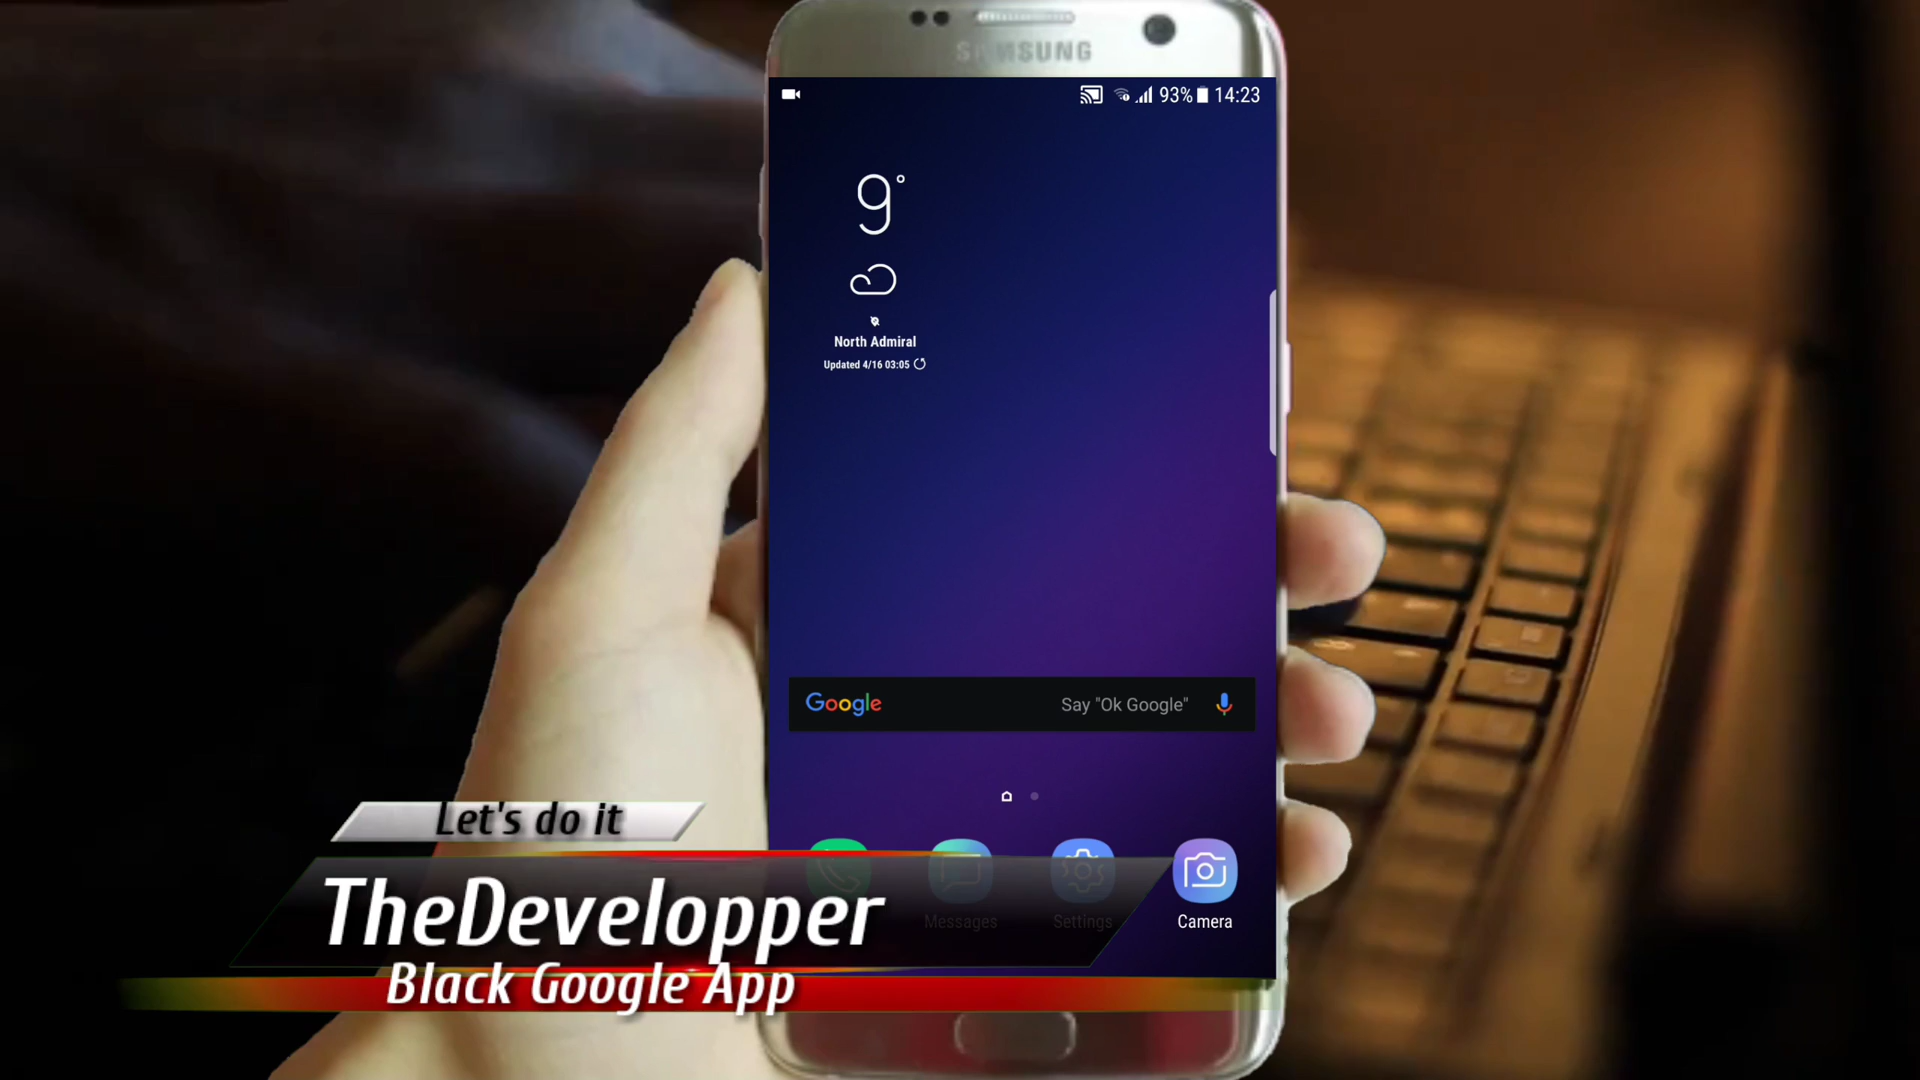 SAMSUNG
93% 14:23
9°
North Admiral
Updated 4/16 03:05
Google Say "Ok Google"
Messages Settings Camera
Let's do it
TheDevelopper
Black Google App